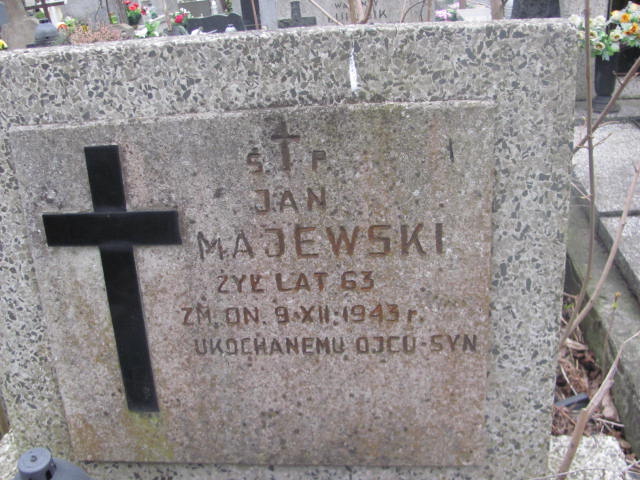 Ś. † P.
JAN
MAJEWSKI
ŻYŁ LAT 63
ZM. DN. 9·XII·1943 r.
UKOCHANEMU OJCU-SYN